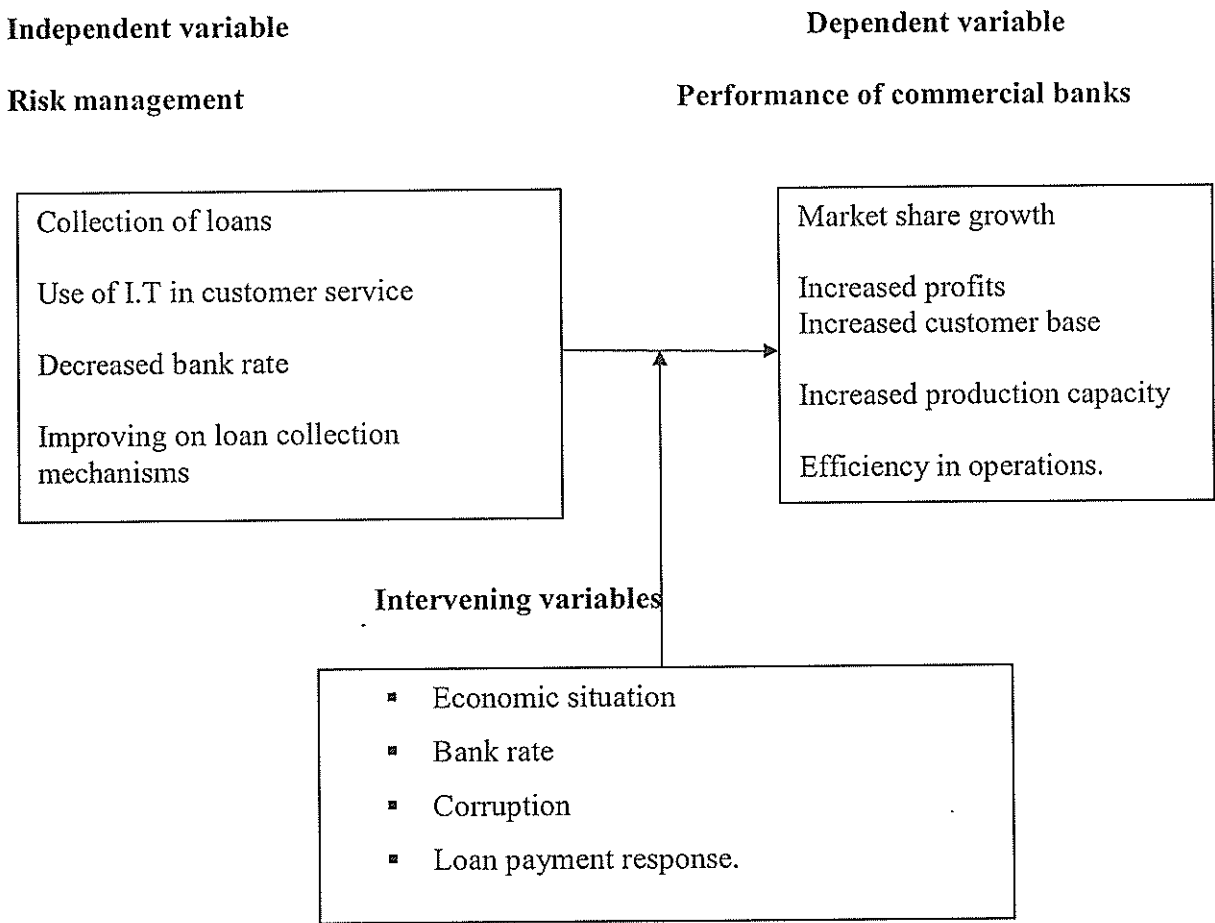 Independent variable
Dependent variable
Risk management
Performance of commercial banks
Collection of loans
Use of I.T in customer service
Decreased bank rate
Improving on loan collection
mechanisms
Market share growth
Increased profits
Increased customer base
Increased production capacity
Efficiency in operations.
Intervening variables
▪ Economic situation
▪ Bank rate
▪ Corruption
▪ Loan payment response.